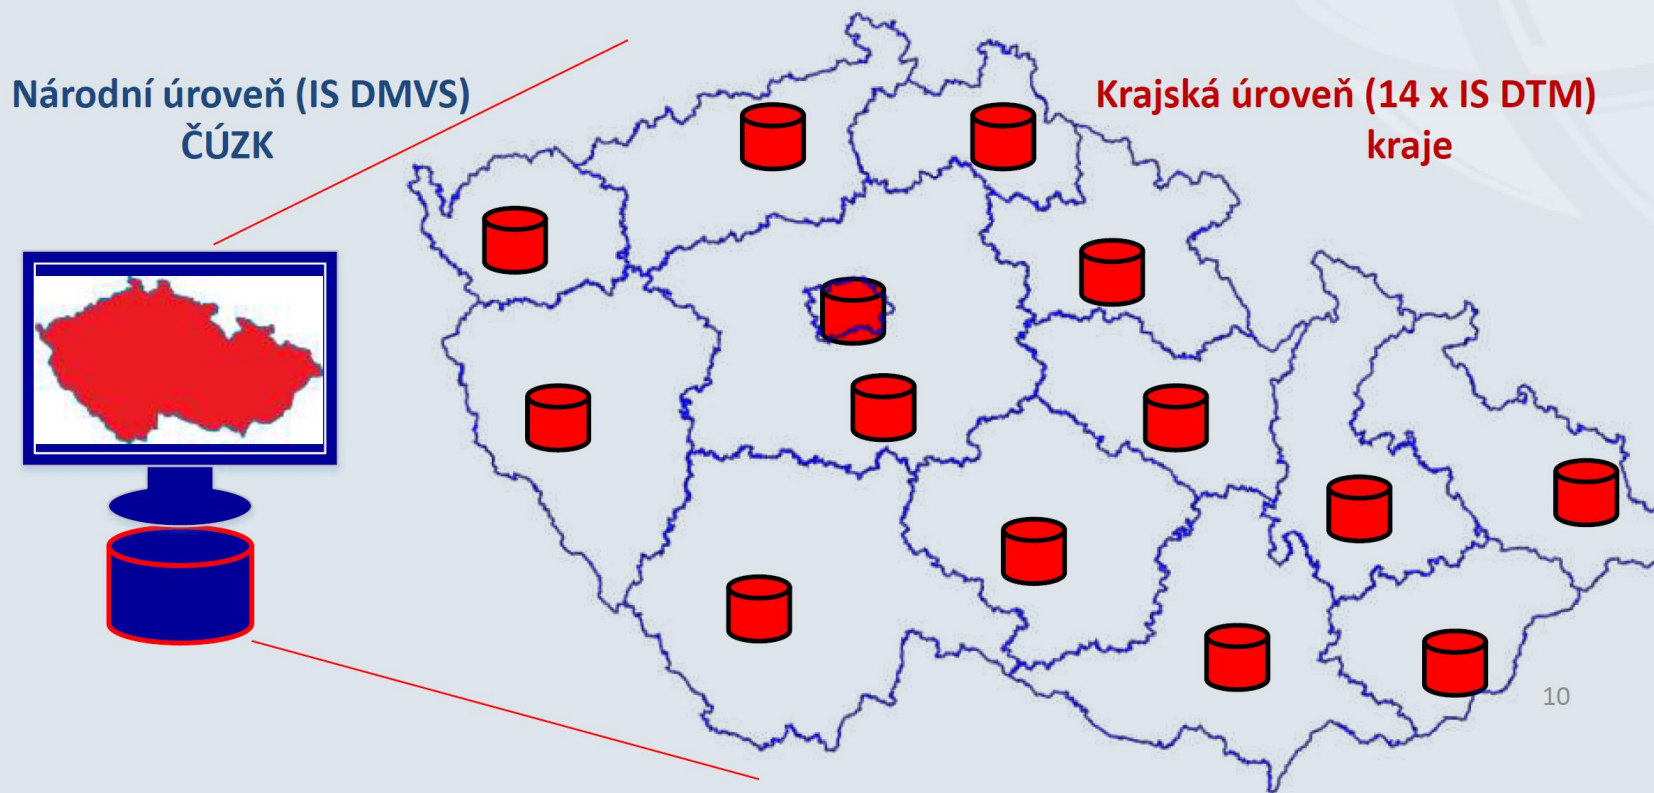 Národní úroveň (IS DMVS)
ČÚZK
Krajská úroveň (14 x IS DTM)
kraje
10